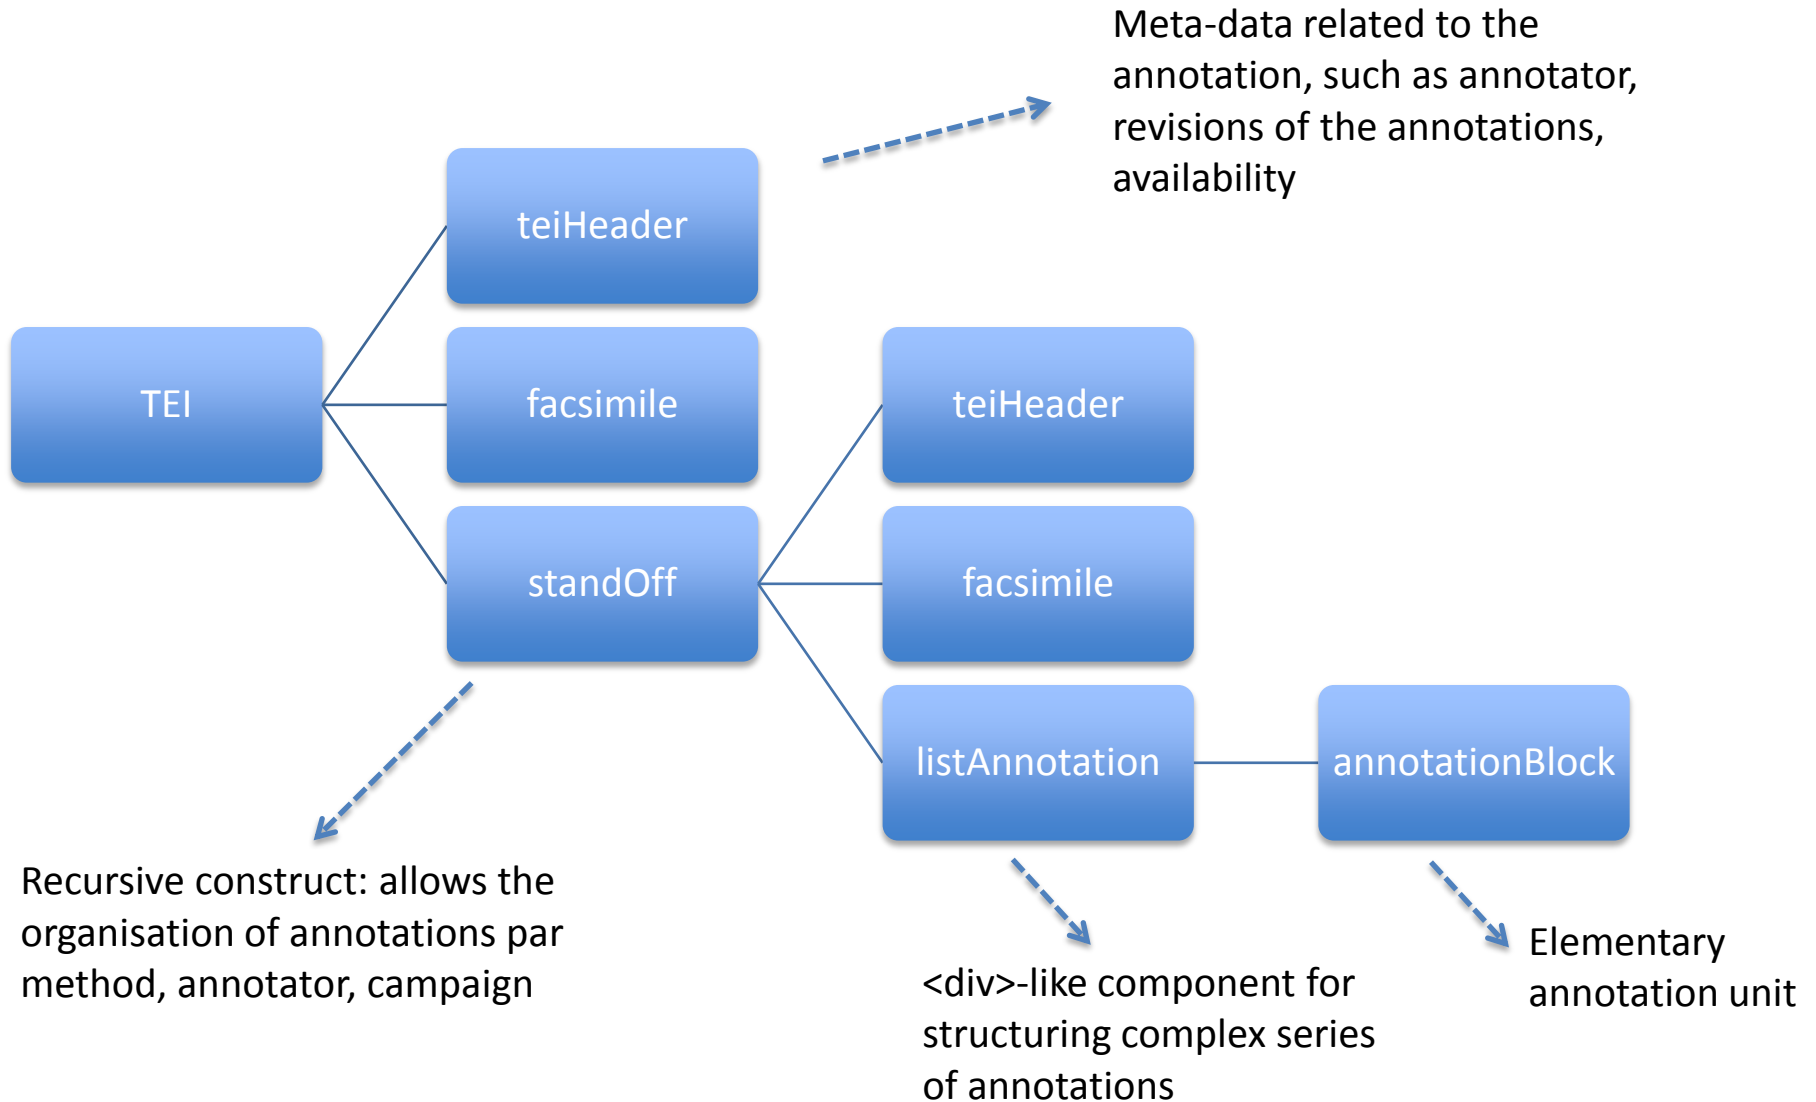 Meta-data related to the
annotation, such as annotator,
revisions of the annotations,
availability
teiHeader
TEI
facsimile
teiHeader
standOff
facsimile
listAnnotation
annotationBlock
Recursive construct: allows the
organisation of annotations par
method, annotator, campaign
<div>-like component for
structuring complex series
of annotations
Elementary
annotation unit